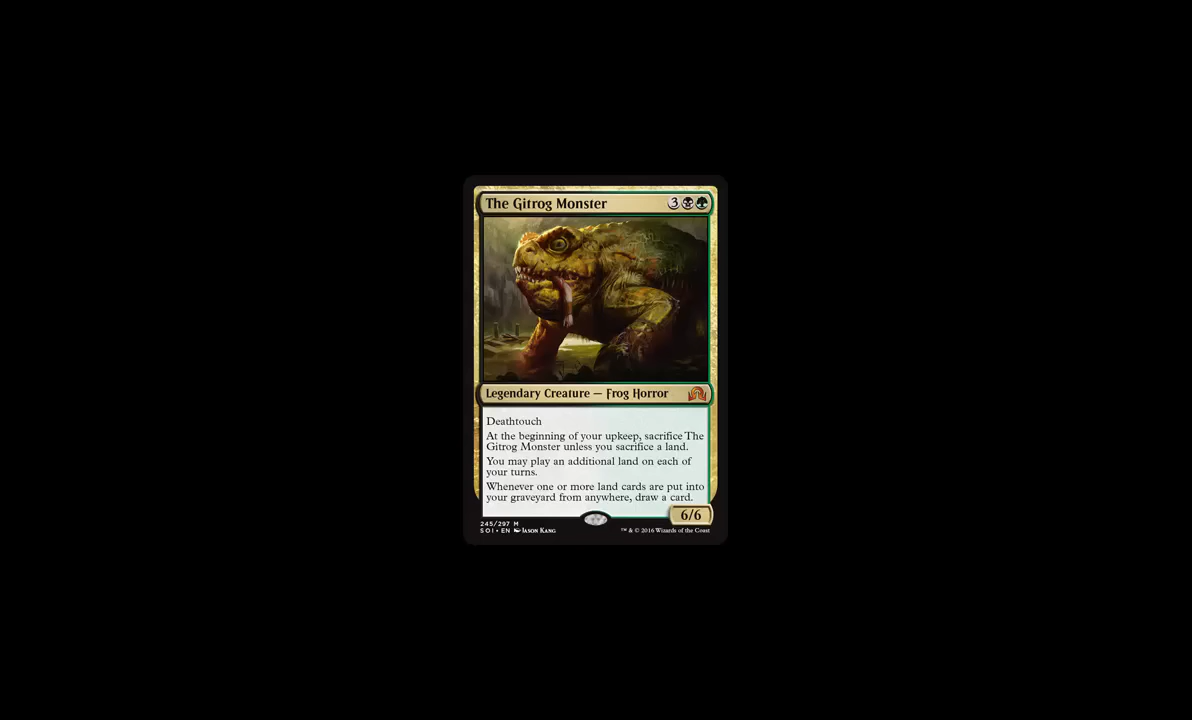 The Gitrog Monster 3
Legendary Creature — Frog Horror
Deathtouch
At the beginning of your upkeep, sacrifice The
Gitrog Monster unless you sacrifice a land.
You may play an additional land on each of
your turns.
Whenever one or more land cards are put into
your graveyard from anywhere, draw a card.
6/6
245/297 M
SOI • EN Jason Kang
™ & © 2016 Wizards of the Coast